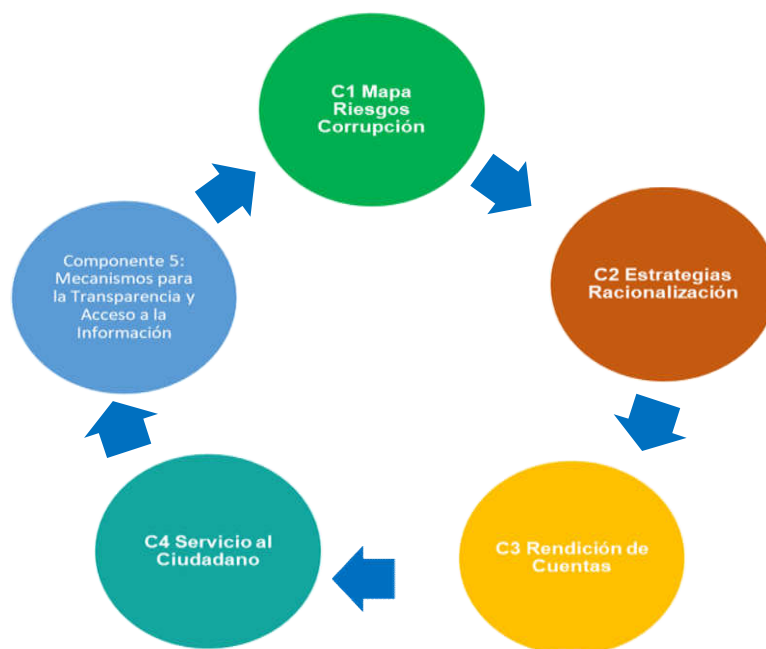 C1 Mapa
Riesgos
Corrupción
C2 Estrategias
Racionalización
C3 Rendición de
Cuentas
C4 Servicio al
Ciudadano
Componente 5:
Mecanismos para
la Transparencia y
Acceso a la
Información